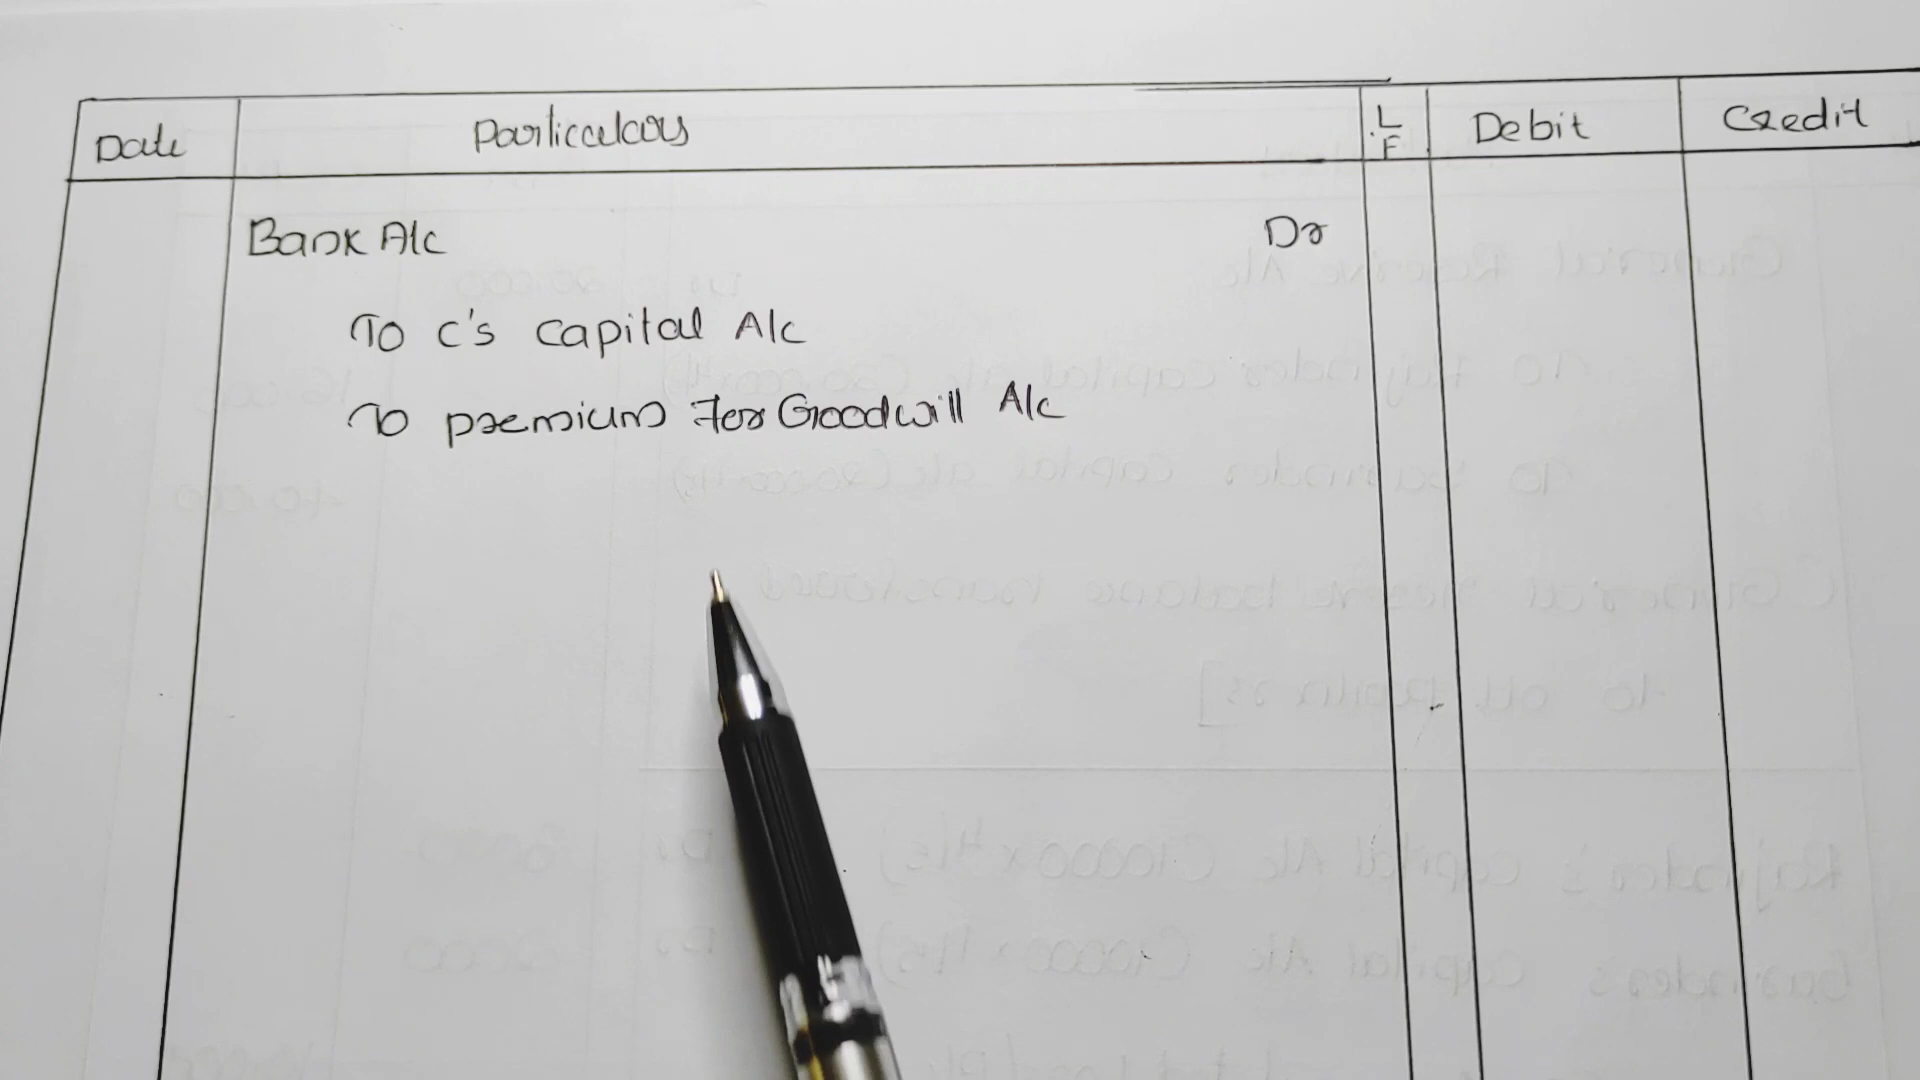 Date Particulars L.F Debit Credit
Bank A/c Dr
To C's capital A/c
To premium for Goodwill A/c